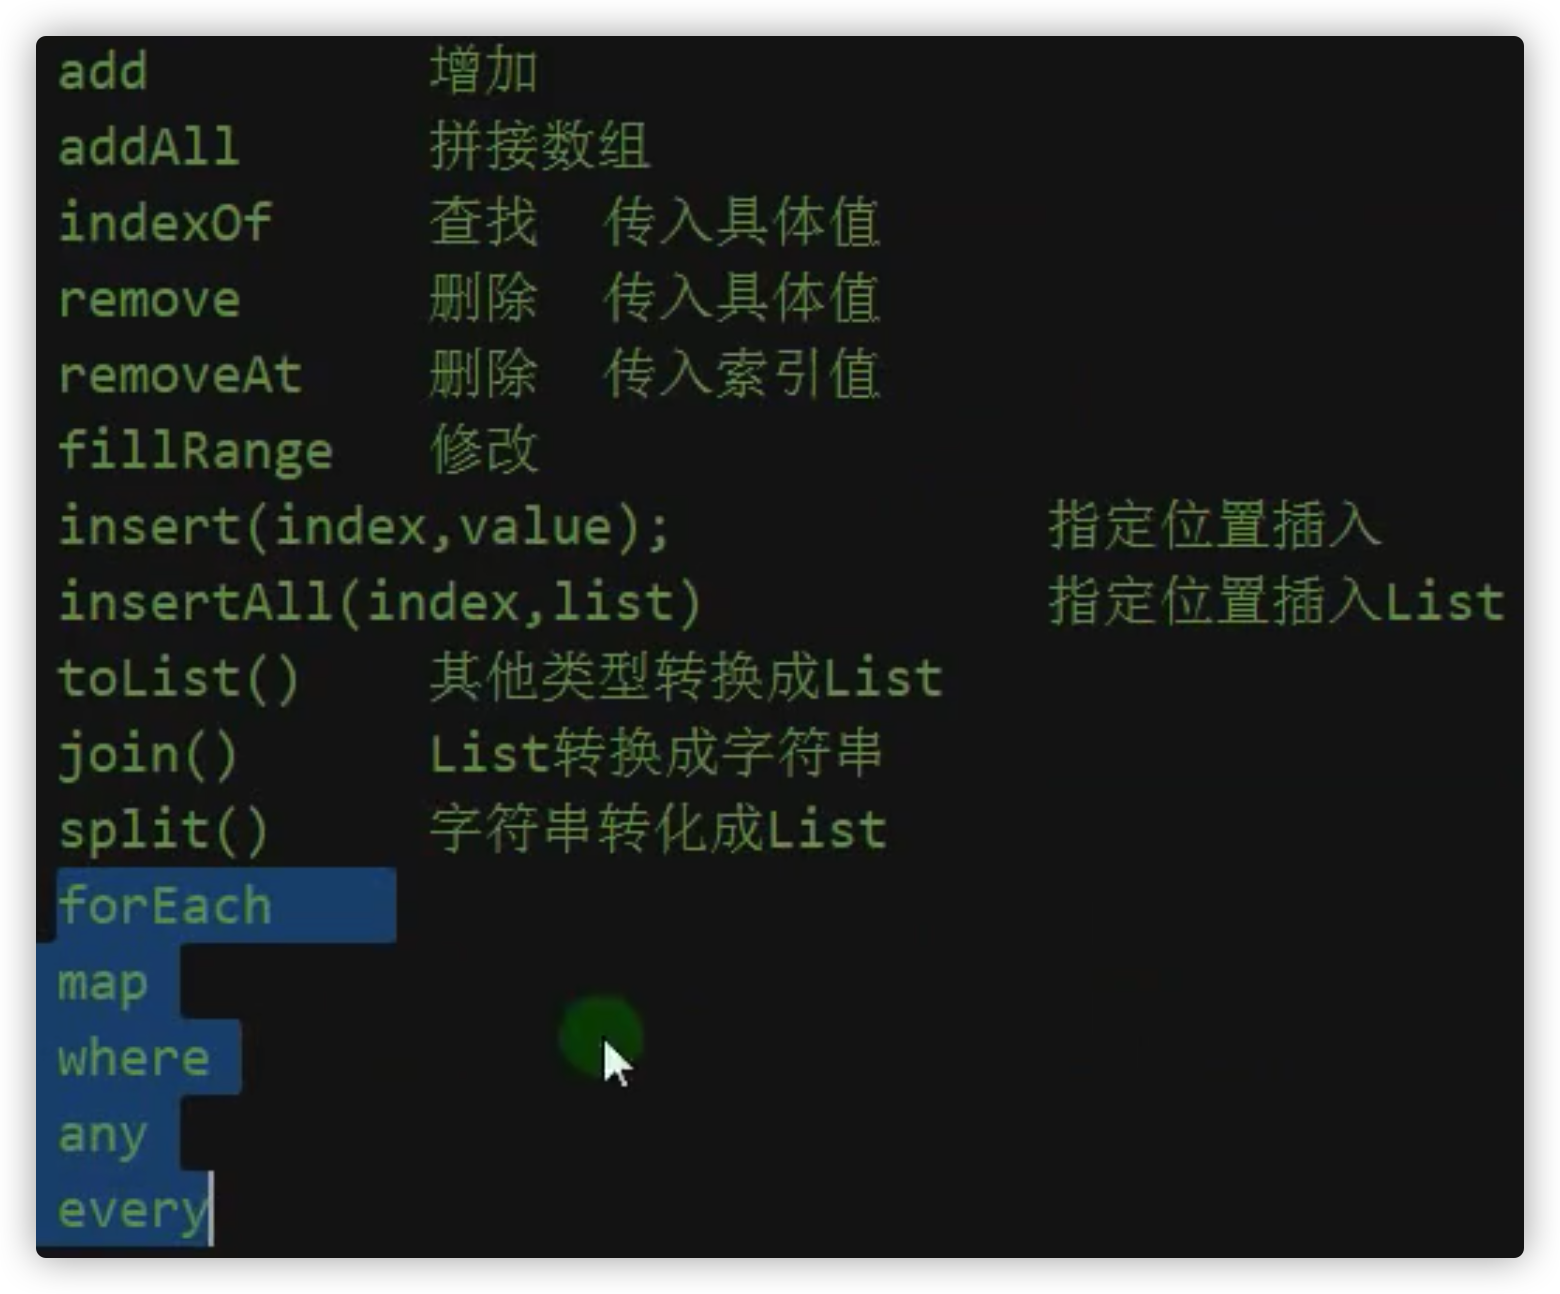 add 增加
addAll 拼接数组
indexOf 查找 传入具体值
remove 删除 传入具体值
removeAt 删除 传入索引值
fillRange 修改
insert(index,value); 指定位置插入
insertAll(index,list) 指定位置插入List
toList() 其他类型转换成List
join() List转换成字符串
split() 字符串转化成List
forEach
map
where
any
every